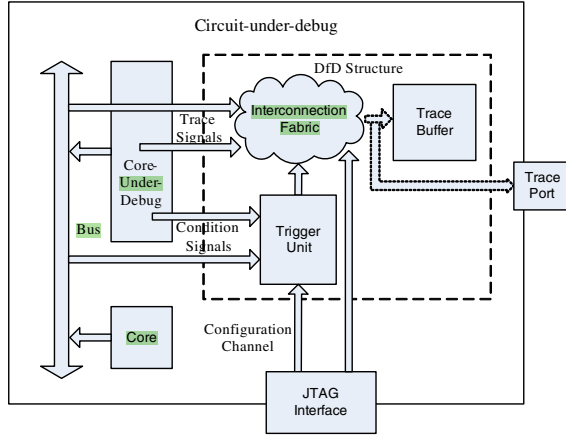 Circuit-under-debug
DfD Structure
Interconnection
Fabric
Trace
Buffer
Trace
Signals
Core-
Under-
Debug
Trace
Port
Bus
Condition
Signals
Trigger
Unit
Core
Configuration
Channel
JTAG
Interface